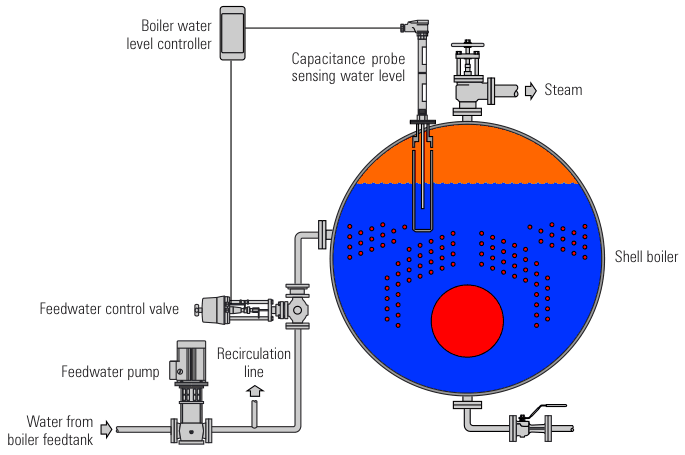 Boiler water
level controller
Capacitance probe
sensing water level
Steam
Shell boiler
Feedwater control valve
Recirculation
line
Feedwater pump
Water from
boiler feedtank